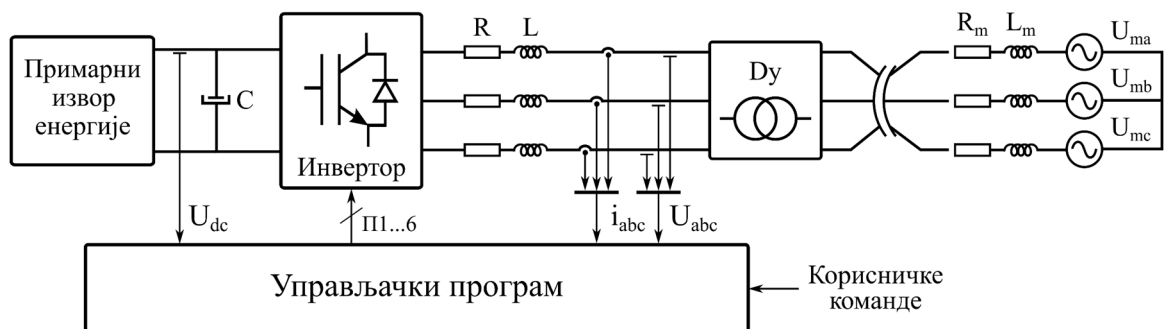 Примарни
извор
енергије
C
Инвертор
R L
Dy
R_m L_m
U_ma
U_mb
U_mc
U_dc
П1...6
i_abc
U_abc
Управљачки програм
Корисничке
команде